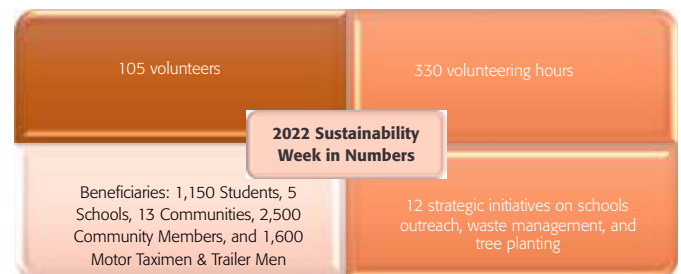 105 volunteers
330 volunteering hours
2022 Sustainability
Week in Numbers
Beneficiaries: 1,150 Students, 5
Schools, 13 Communities, 2,500
Community Members, and 1,600
Motor Taximen & Trailer Men
12 strategic initiatives on schools
outreach, waste management, and
tree planting